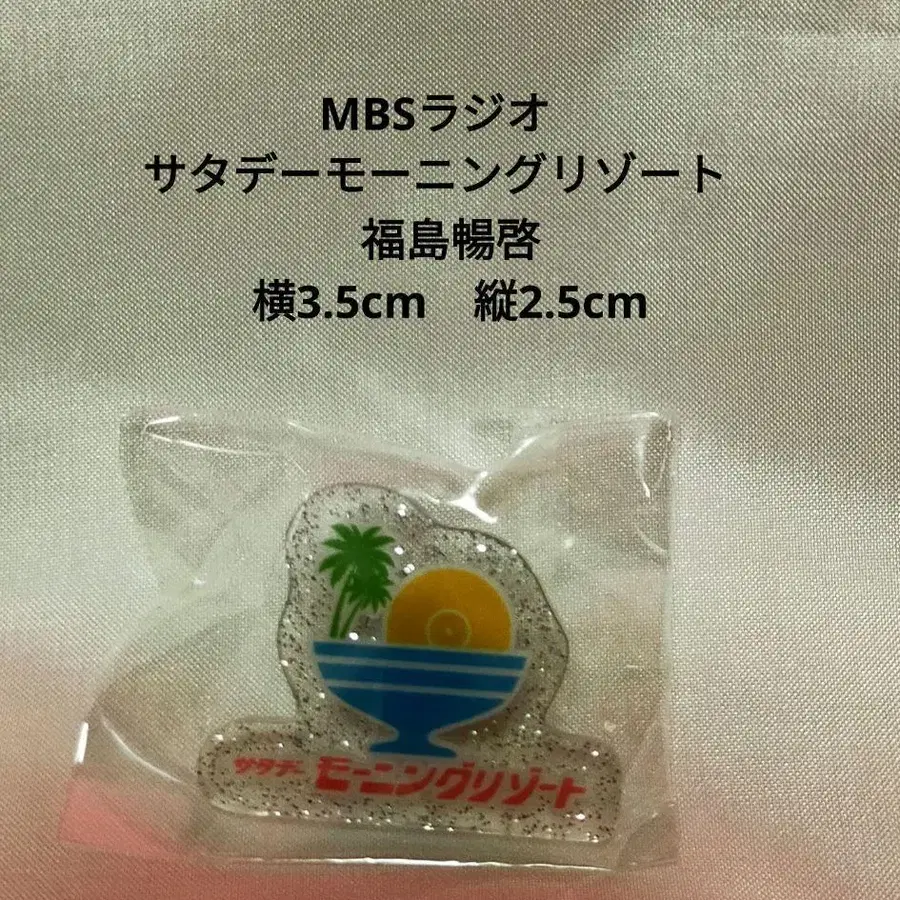 MBSラジオ
サタデーモーニングリゾート
福島暢啓
横3.5cm 縦2.5cm
サタデー モーニングリゾート